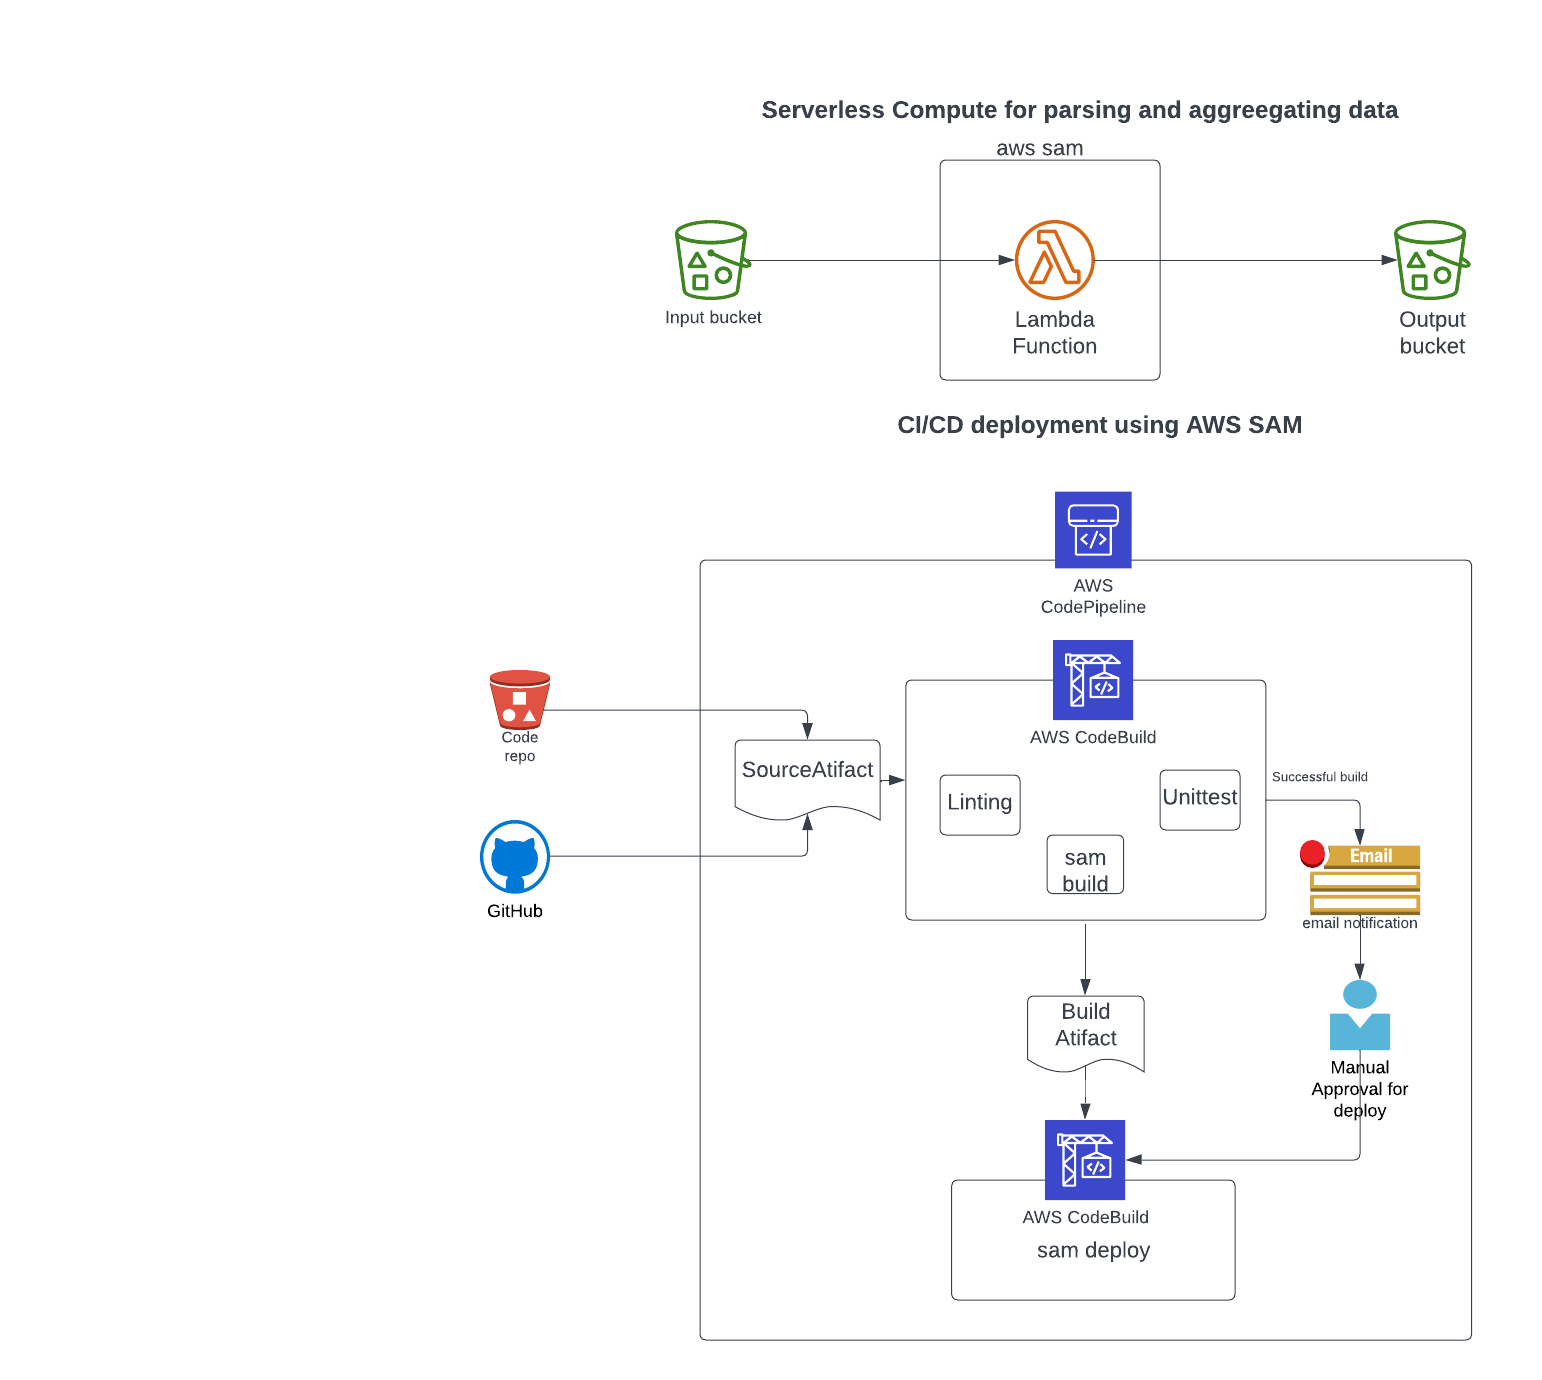 Serverless Compute for parsing and aggreegating data
aws sam
Input bucket
Lambda
Function
Output
bucket
CI/CD deployment using AWS SAM
AWS
CodePipeline
AWS CodeBuild
Code
repo
SourceAtifact
Linting
Unittest
sam
build
Successful build
Email
email notification
GitHub
Build
Atifact
Manual
Approval for
deploy
AWS CodeBuild
sam deploy